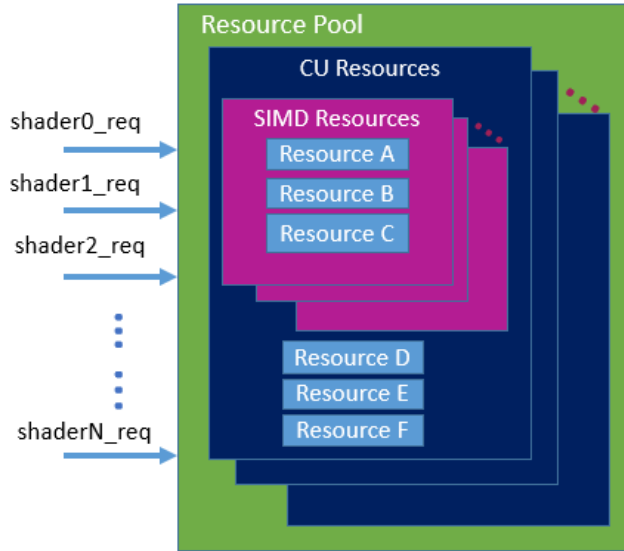 Resource Pool
CU Resources
SIMD Resources
Resource A
Resource B
Resource C
Resource D
Resource E
Resource F
shader0_req
shader1_req
shader2_req
shaderN_req